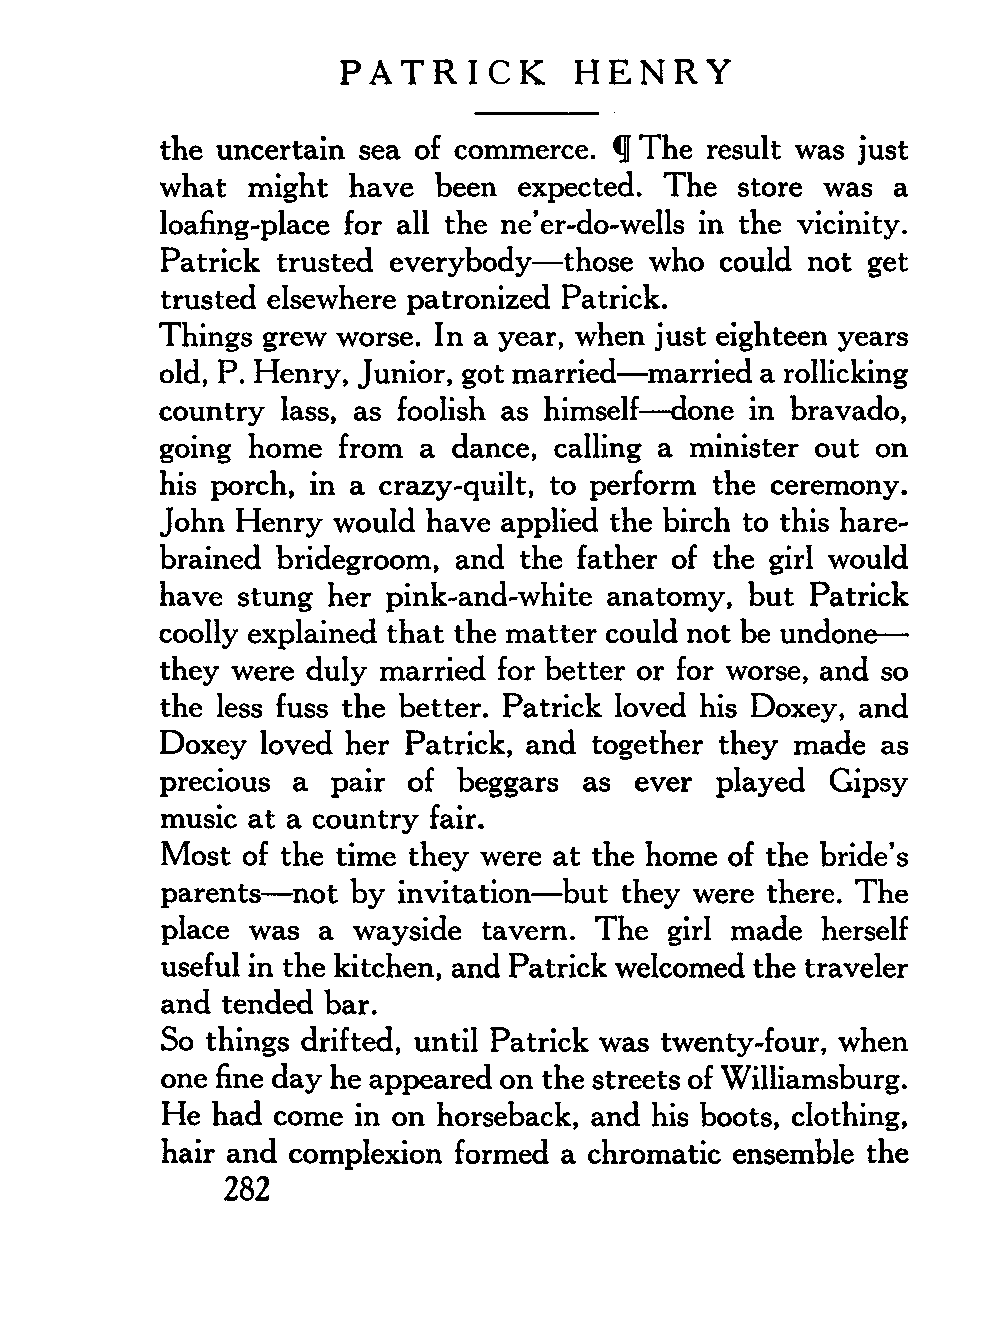 PATRICK HENRY
the uncertain sea of commerce. ¶ The result was just
what might have been expected. The store was a
loafing-place for all the ne'er-do-wells in the vicinity.
Patrick trusted everybody—those who could not get
trusted elsewhere patronized Patrick.
Things grew worse. In a year, when just eighteen years
old, P. Henry, Junior, got married—married a rollicking
country lass, as foolish as himself—done in bravado,
going home from a dance, calling a minister out on
his porch, in a crazy-quilt, to perform the ceremony.
John Henry would have applied the birch to this hare-
brained bridegroom, and the father of the girl would
have stung her pink-and-white anatomy, but Patrick
coolly explained that the matter could not be undone—
they were duly married for better or for worse, and so
the less fuss the better. Patrick loved his Doxey, and
Doxey loved her Patrick, and together they made as
precious a pair of beggars as ever played Gipsy
music at a country fair.
Most of the time they were at the home of the bride's
parents—not by invitation—but they were there. The
place was a wayside tavern. The girl made herself
useful in the kitchen, and Patrick welcomed the traveler
and tended bar.
So things drifted, until Patrick was twenty-four, when
one fine day he appeared on the streets of Williamsburg.
He had come in on horseback, and his boots, clothing,
hair and complexion formed a chromatic ensemble the
282